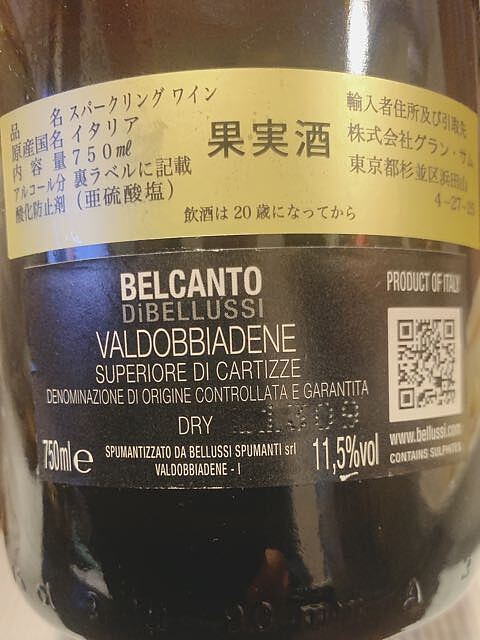 品名 スパークリング ワイン
原産国名 イタリア
内容量 750㎖
アルコール分 裏ラベルに記載
酸化防止剤 (亜硫酸塩)
果実酒
飲酒は20歳になってから
輸入者住所及び引取先
株式会社グラン・サム
東京都杉並区浜田山
4-27-25
BELCANTO
DiBELLUSSI
VALDOBBIADENE
SUPERIORE DI CARTIZZE
DENOMINAZIONE DI ORIGINE CONTROLLATA E GARANTITA
DRY
750ml e
SPUMANTIZZATO DA BELLUSSI SPUMANTI srl
VALDOBBIADENE - I
11,5%vol
PRODUCT OF ITALY
www.bellussi.com
CONTAINS SULPHITES